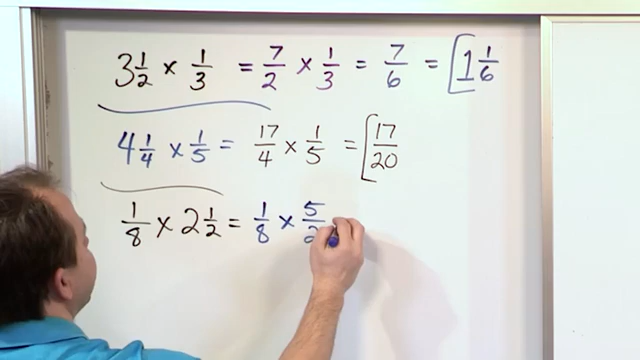 3 1/2 × 1/3 = 7/2 × 1/3 = 7/6 = [1 1/6
4 1/4 × 1/5 = 17/4 × 1/5 = [17/20
1/8 × 2 1/2 = 1/8 × 5/2